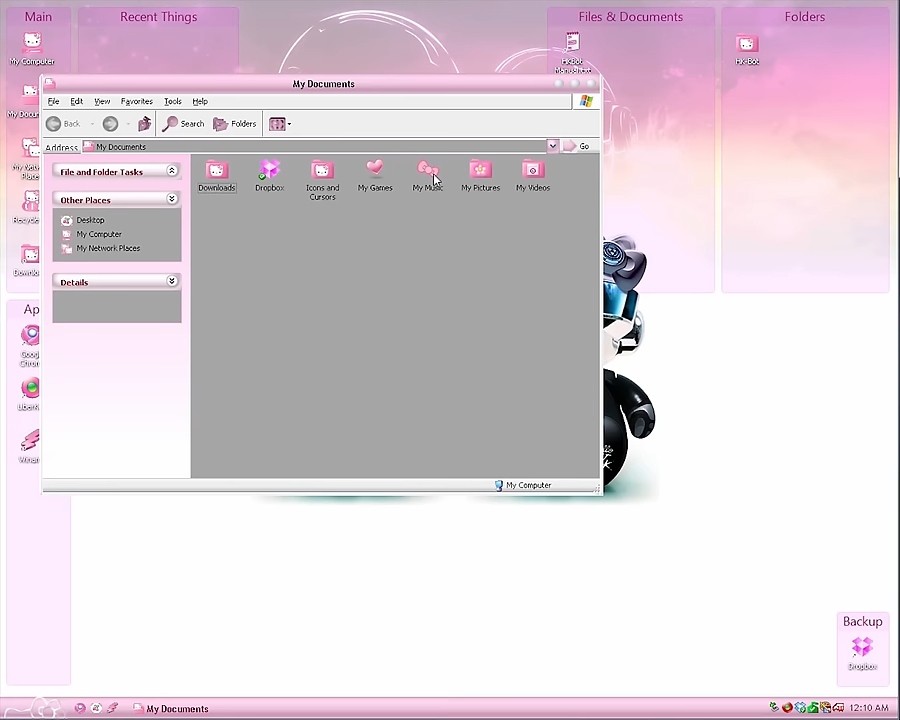 Main
Recent Things
Files & Documents
Folders
My Computer
HK-Bot
HK-Bot
My Documents
File Edit View Favorites Tools Help
Back
Search
Folders
Address
My Documents
Go
File and Folder Tasks
Other Places
Desktop
My Computer
My Network Places
Details
Downloads
Dropbox
Icons and
Cursors
My Games
My Music
My Pictures
My Videos
My Computer
Backup
Dropbox
My Documents
12:10 AM